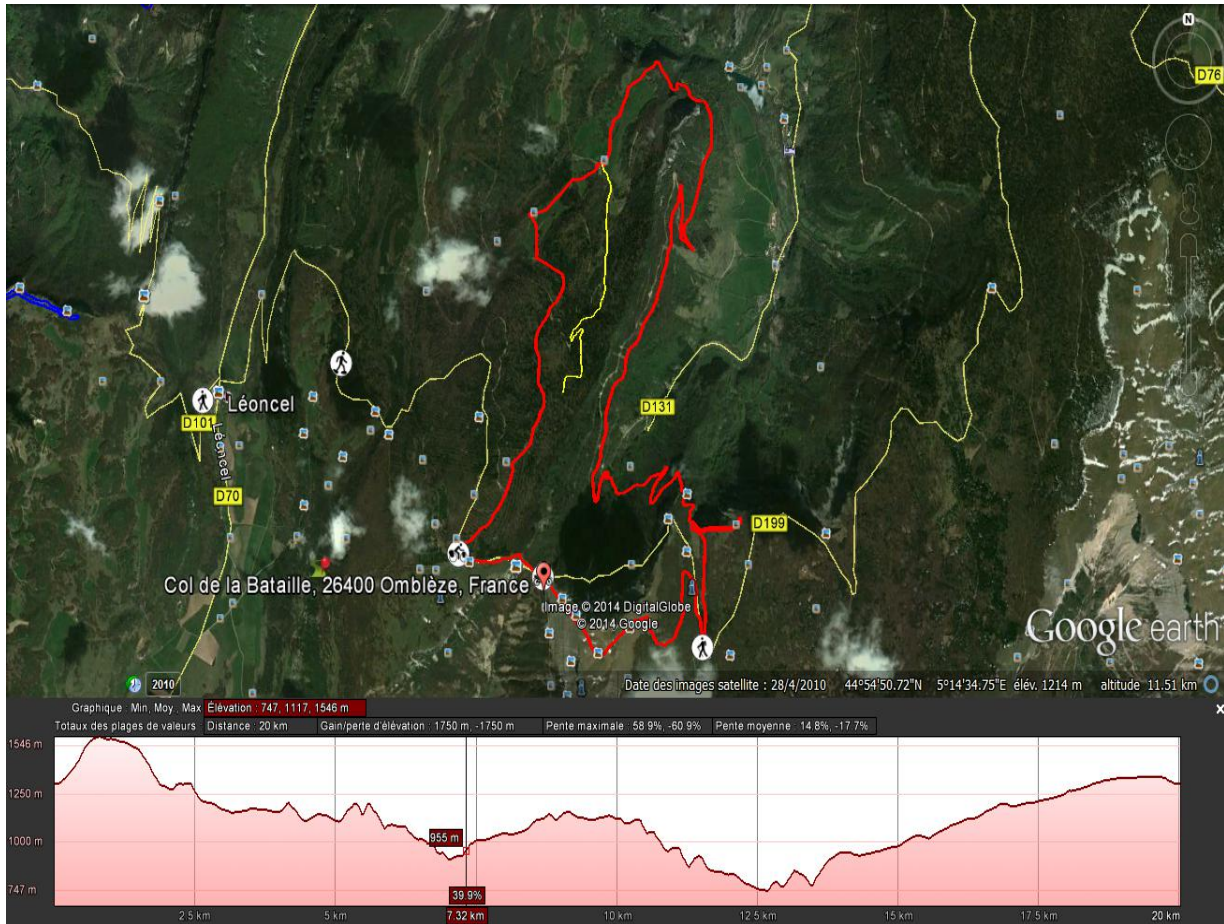 N
D76
Léoncel
D101
Léoncel
D131
D70
D199
Col de la Bataille, 26400 Omblèze, France
Image © 2014 DigitalGlobe
© 2014 Google
Google earth
2010
Date des images satellite : 28/4/2010 44°54'50.72"N 5°14'34.75"E élév. 1214 m altitude 11.51 km
Graphique : Min, Moy., Max Élévation : 747, 1117, 1546 m
Totaux des plages de valeurs : Distance : 20 km Gain/perte d'élévation : 1750 m, -1750 m Pente maximale : 58.9%, -60.9% Pente moyenne : 14.8%, -17.7%
1546 m
1250 m
1000 m
955 m
747 m
39.9%
2.5 km 5 km 7.32 km 10 km 12.5 km 15 km 17.5 km 20 km